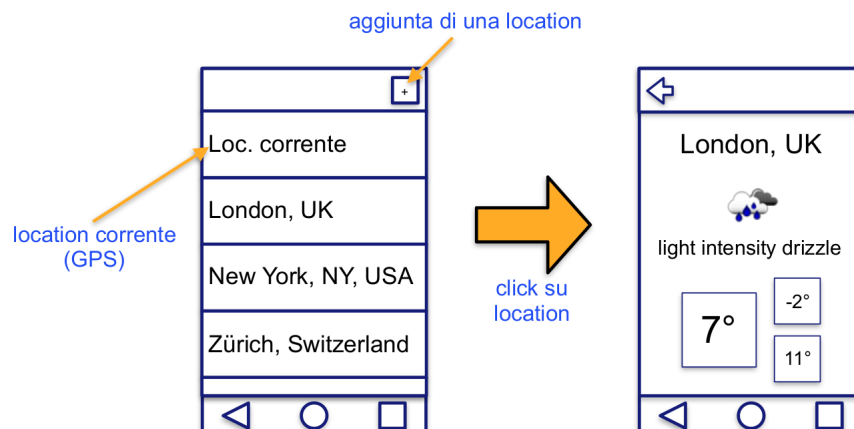 aggiunta di una location
+
Loc. corrente
London, UK
New York, NY, USA
Zürich, Switzerland
location corrente
(GPS)
click su
location
London, UK
light intensity drizzle
7°
-2°
11°